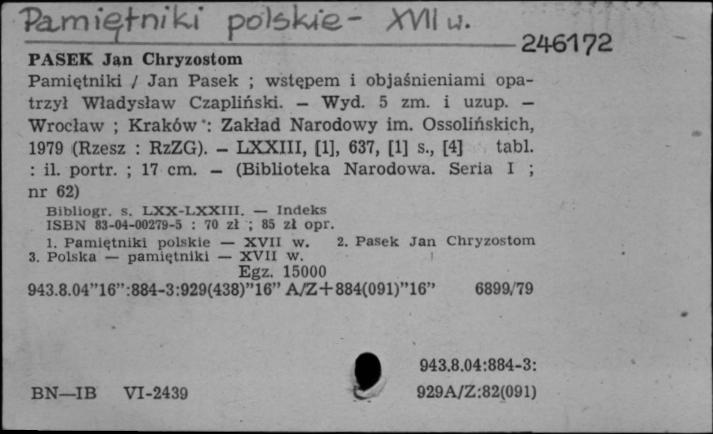 Pamiętniki polskie - XVII w.
246172
PASEK Jan Chryzostom
Pamiętniki / Jan Pasek ; wstępem i objaśnieniami opa-
trzył Władysław Czapliński. — Wyd. 5 zm. i uzup. —
Wrocław ; Kraków : Zakład Narodowy im. Ossolińskich,
1979 (Rzesz : RzZG). — LXXIII, [1], 637, [1] s., [4] tabl.
: il. portr. ; 17 cm. — (Biblioteka Narodowa. Seria I ;
nr 62)
Bibliogr. s. LXX-LXXIII. — Indeks
ISBN 83-04-00279-5 : 70 zł ; 85 zł opr.
1. Pamiętniki polskie — XVII w. 2. Pasek Jan Chryzostom
3. Polska — pamiętniki — XVII w.
Egz. 15000
943.8.04"16":884-3:929(438)"16" A/Z+884(091)"16" 6899/79
943.8.04:884-3:
BN—IB VI-2439 929A/Z:82(091)